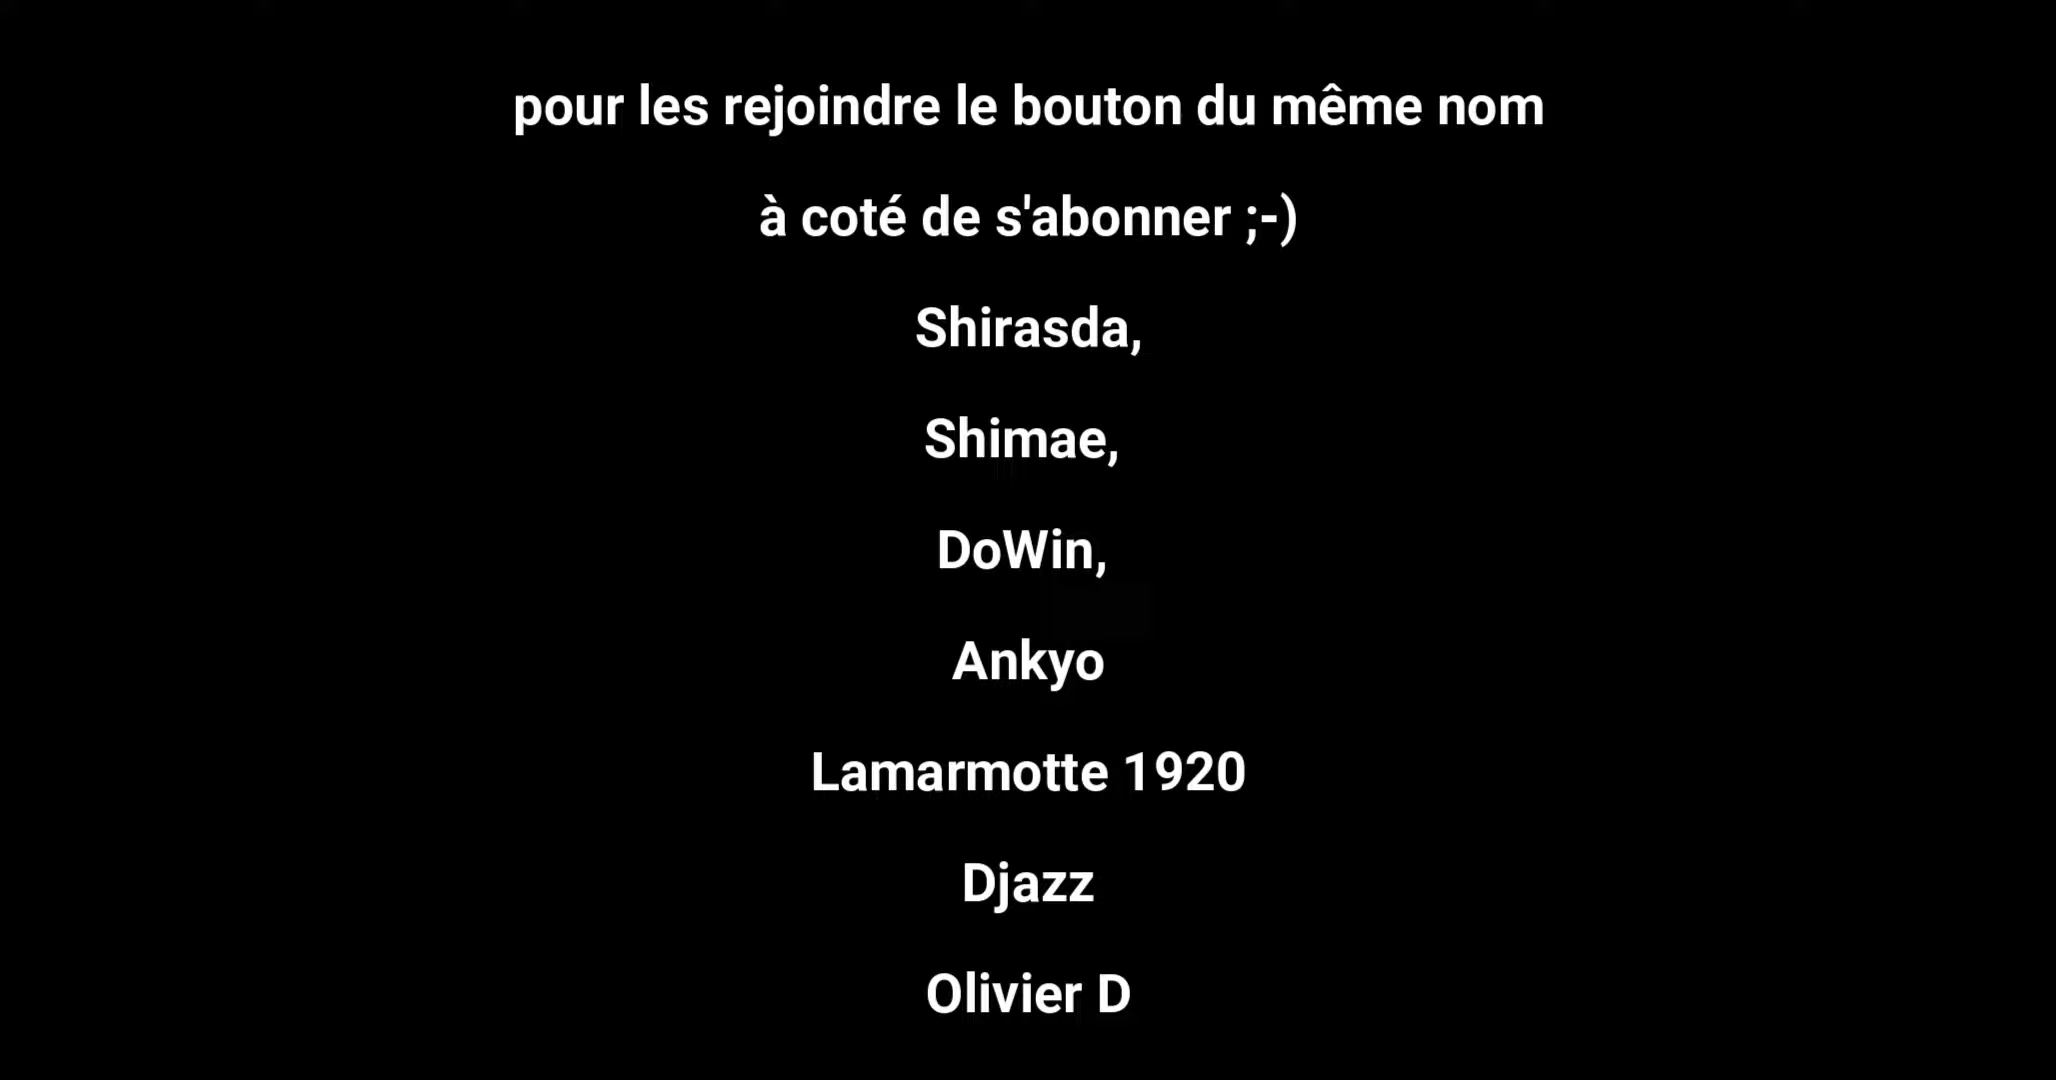 pour les rejoindre le bouton du même nom
à coté de s'abonner ;-)
Shirasda,
Shimae,
DoWin,
Ankyo
Lamarmotte 1920
Djazz
Olivier D